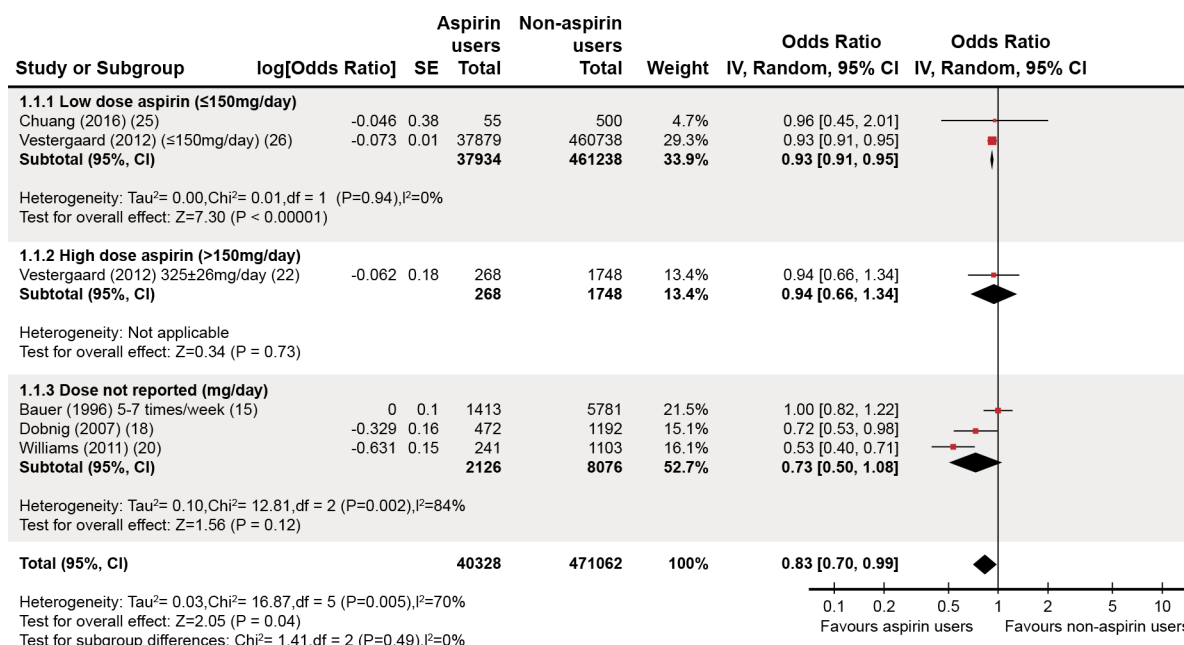 Aspirin Non-aspirin
users users Odds Ratio Odds Ratio
Study or Subgroup log[Odds Ratio] SE Total Total Weight IV, Random, 95% CI IV, Random, 95% CI
1.1.1 Low dose aspirin (≤150mg/day)
Chuang (2016) (25) -0.046 0.38 55 500 4.7% 0.96 [0.45, 2.01]
Vestergaard (2012) (≤150mg/day) (26) -0.073 0.01 37879 460738 29.3% 0.93 [0.91, 0.95]
Subtotal (95%, CI) 37934 461238 33.9% 0.93 [0.91, 0.95]
Heterogeneity: Tau²= 0.00,Chi²= 0.01,df = 1 (P=0.94),I²=0%
Test for overall effect: Z=7.30 (P < 0.00001)
1.1.2 High dose aspirin (>150mg/day)
Vestergaard (2012) 325±26mg/day (22) -0.062 0.18 268 1748 13.4% 0.94 [0.66, 1.34]
Subtotal (95%, CI) 268 1748 13.4% 0.94 [0.66, 1.34]
Heterogeneity: Not applicable
Test for overall effect: Z=0.34 (P = 0.73)
1.1.3 Dose not reported (mg/day)
Bauer (1996) 5-7 times/week (15) 0 0.1 1413 5781 21.5% 1.00 [0.82, 1.22]
Dobnig (2007) (18) -0.329 0.16 472 1192 15.1% 0.72 [0.53, 0.98]
Williams (2011) (20) -0.631 0.15 241 1103 16.1% 0.53 [0.40, 0.71]
Subtotal (95%, CI) 2126 8076 52.7% 0.73 [0.50, 1.08]
Heterogeneity: Tau²= 0.10,Chi²= 12.81,df = 2 (P=0.002),I²=84%
Test for overall effect: Z=1.56 (P = 0.12)
Total (95%, CI) 40328 471062 100% 0.83 [0.70, 0.99]
Heterogeneity: Tau²= 0.03,Chi²= 16.87,df = 5 (P=0.005),I²=70%
Test for overall effect: Z=2.05 (P = 0.04)
Test for subgroup differences: Chi²= 1.41,df = 2 (P=0.49),I²=0%
0.1 0.2 0.5 1 2 5 10
Favours aspirin users Favours non-aspirin users